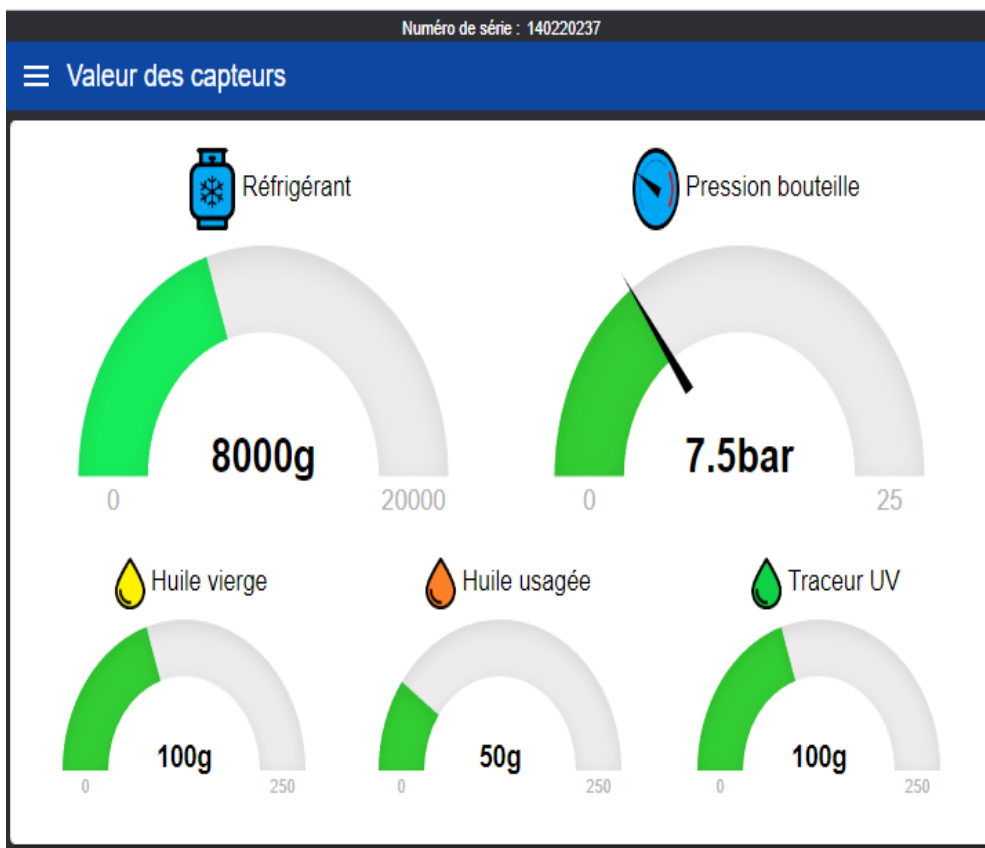 Numéro de série : 140220237
Valeur des capteurs
Réfrigérant
Pression bouteille
8000g
7.5bar
0
20000
0
25
Huile vierge
Huile usagée
Traceur UV
100g
50g
100g
0
250
0
250
0
250